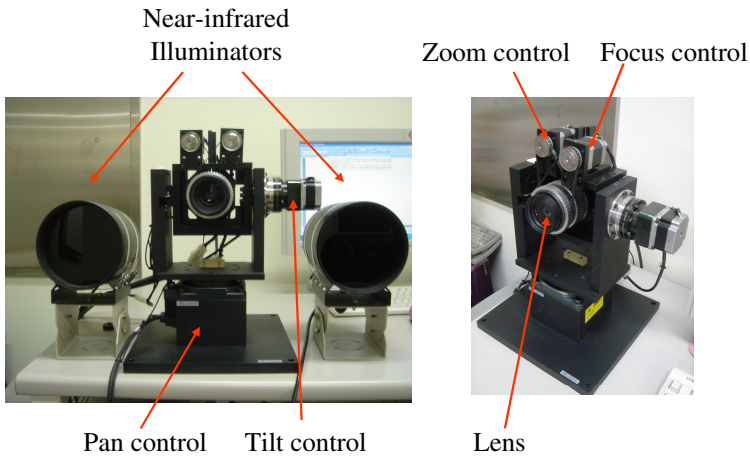 Near-infrared
Illuminators
Zoom control Focus control
Pan control Tilt control Lens